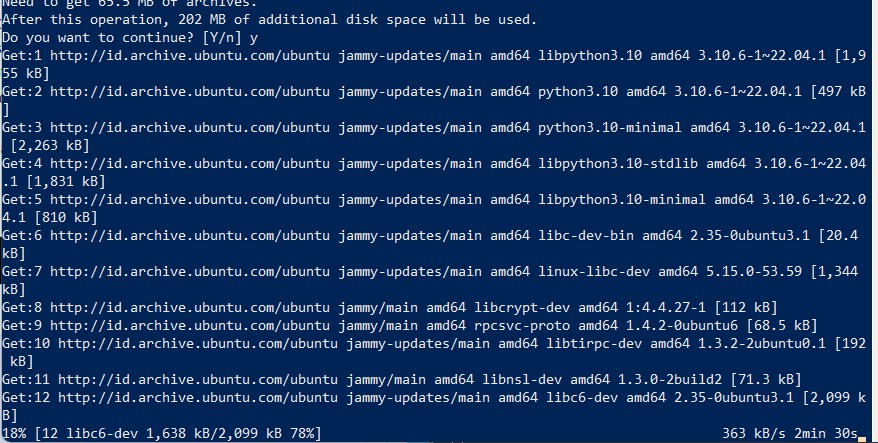 Need to get 65.5 MB of archives.
After this operation, 202 MB of additional disk space will be used.
Do you want to continue? [Y/n] y
Get:1 http://id.archive.ubuntu.com/ubuntu jammy-updates/main amd64 libpython3.10 amd64 3.10.6-1~22.04.1 [1,9
55 kB]
Get:2 http://id.archive.ubuntu.com/ubuntu jammy-updates/main amd64 python3.10 amd64 3.10.6-1~22.04.1 [497 kB
]
Get:3 http://id.archive.ubuntu.com/ubuntu jammy-updates/main amd64 python3.10-minimal amd64 3.10.6-1~22.04.1
 [2,263 kB]
Get:4 http://id.archive.ubuntu.com/ubuntu jammy-updates/main amd64 libpython3.10-stdlib amd64 3.10.6-1~22.04
.1 [1,831 kB]
Get:5 http://id.archive.ubuntu.com/ubuntu jammy-updates/main amd64 libpython3.10-minimal amd64 3.10.6-1~22.0
4.1 [810 kB]
Get:6 http://id.archive.ubuntu.com/ubuntu jammy-updates/main amd64 libc-dev-bin amd64 2.35-0ubuntu3.1 [20.4
kB]
Get:7 http://id.archive.ubuntu.com/ubuntu jammy-updates/main amd64 linux-libc-dev amd64 5.15.0-53.59 [1,344
kB]
Get:8 http://id.archive.ubuntu.com/ubuntu jammy/main amd64 libcrypt-dev amd64 1:4.4.27-1 [112 kB]
Get:9 http://id.archive.ubuntu.com/ubuntu jammy/main amd64 rpcsvc-proto amd64 1.4.2-0ubuntu6 [68.5 kB]
Get:10 http://id.archive.ubuntu.com/ubuntu jammy-updates/main amd64 libtirpc-dev amd64 1.3.2-2ubuntu0.1 [192
 kB]
Get:11 http://id.archive.ubuntu.com/ubuntu jammy/main amd64 libnsl-dev amd64 1.3.0-2build2 [71.3 kB]
Get:12 http://id.archive.ubuntu.com/ubuntu jammy-updates/main amd64 libc6-dev amd64 2.35-0ubuntu3.1 [2,099 k
B]
18% [12 libc6-dev 1,638 kB/2,099 kB 78%] 363 kB/s 2min 30s